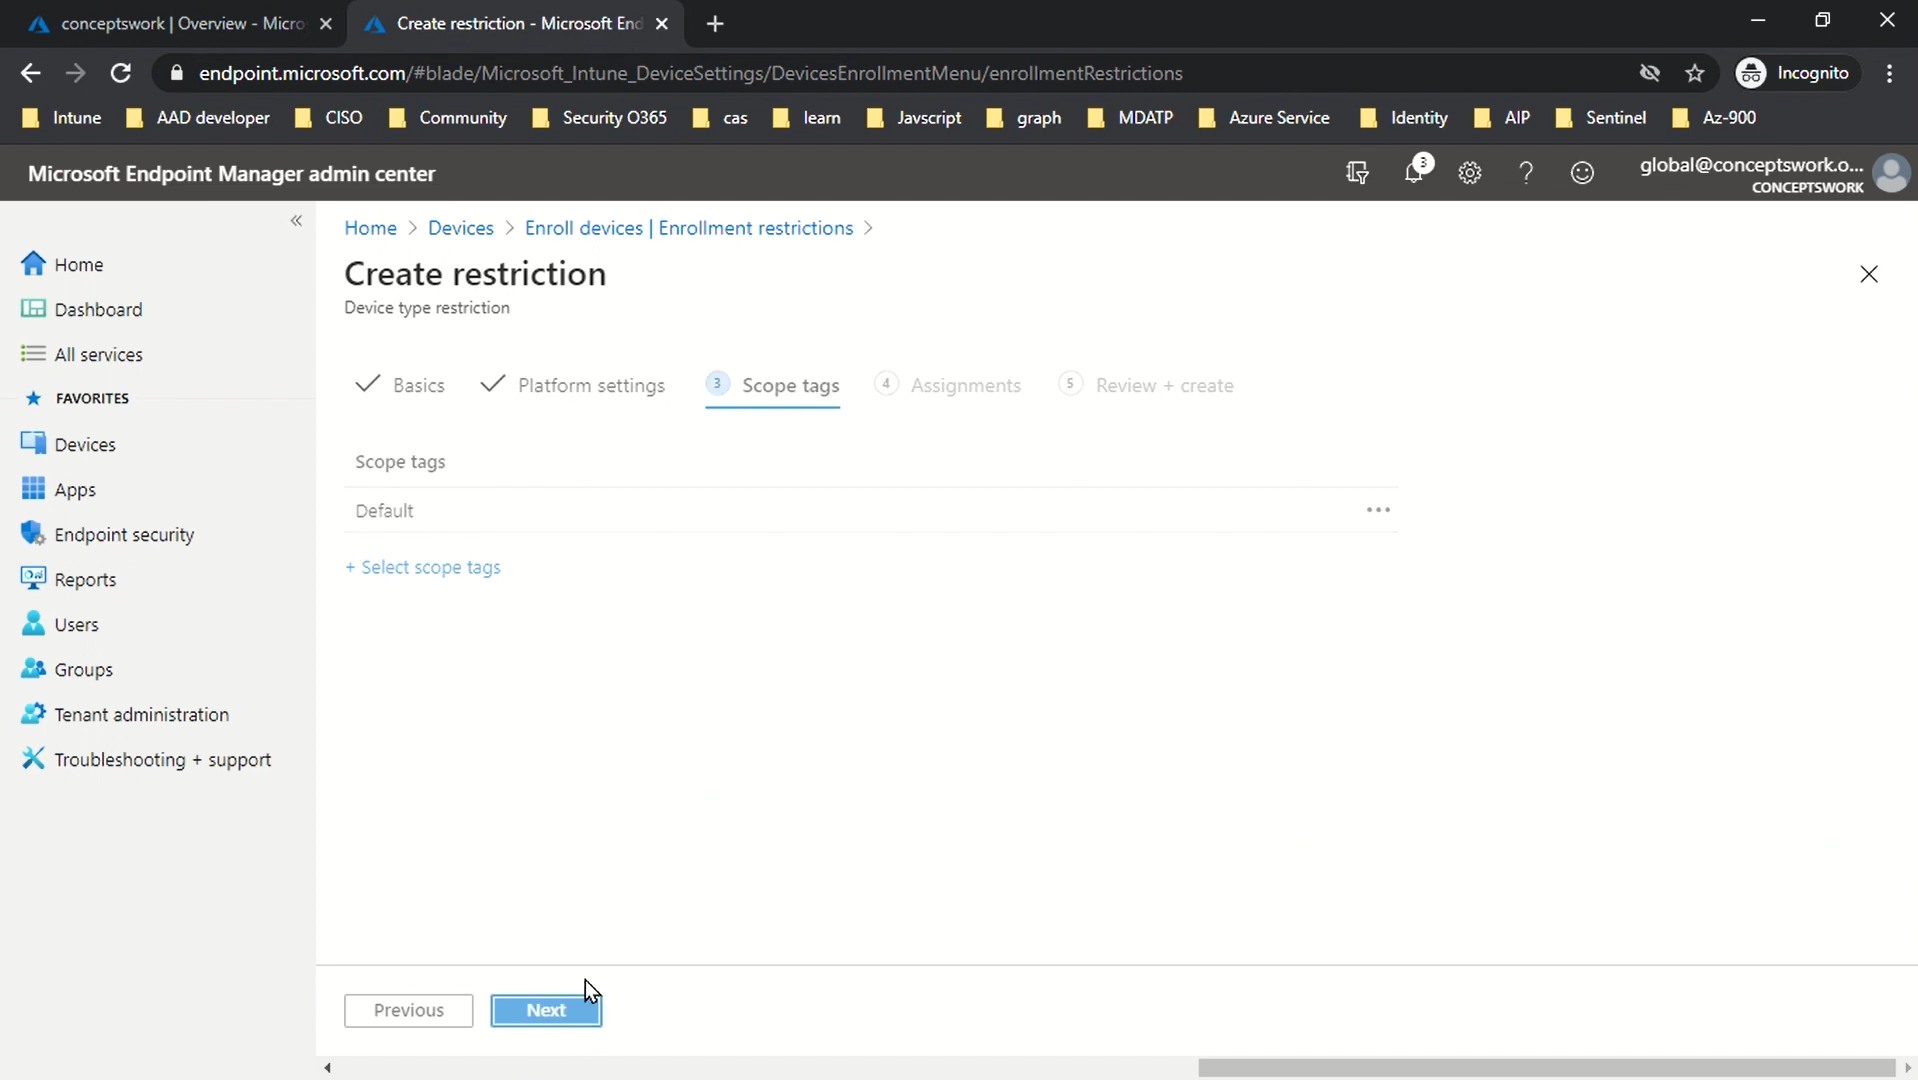 conceptswork | Overview - Micro
Create restriction - Microsoft End
endpoint.microsoft.com/#blade/Microsoft_Intune_DeviceSettings/DevicesEnrollmentMenu/enrollmentRestrictions
Incognito
Intune
AAD developer
CISO
Community
Security O365
cas
learn
Javscript
graph
MDATP
Azure Service
Identity
AIP
Sentinel
Az-900
Microsoft Endpoint Manager admin center
3
global@conceptswork.o...
CONCEPTSWORK
Home
Dashboard
All services
FAVORITES
Devices
Apps
Endpoint security
Reports
Users
Groups
Tenant administration
Troubleshooting + support
Home > Devices > Enroll devices | Enrollment restrictions >
Create restriction
Device type restriction
Basics
Platform settings
3 Scope tags
4 Assignments
5 Review + create
Scope tags
Default
+ Select scope tags
Previous
Next